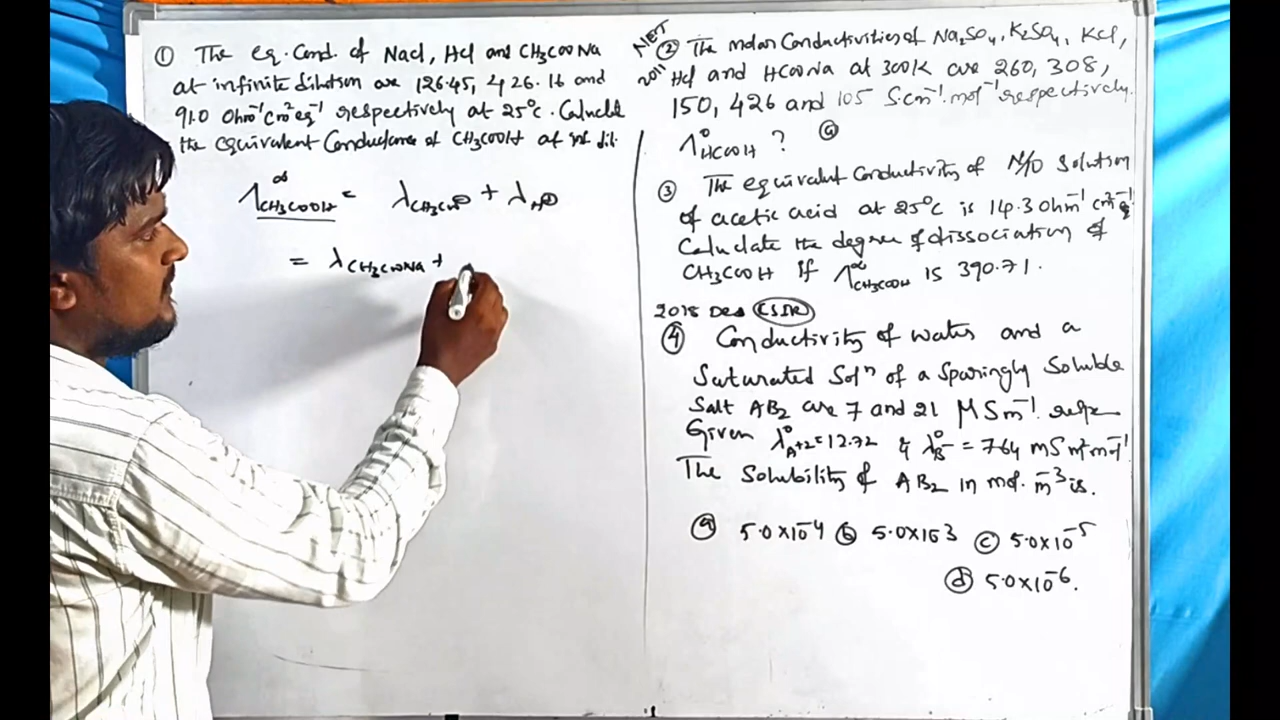 ① The eq. Cond. of Nacl, Hcl and CH₃COONa
at infinite dilution are 126.45, 426.16 and
91.0 Ohm⁻¹cm²eq⁻¹ respectively at 25°C. Calculate
the equivalent Conductance of CH₃COOH at inf. dil.
Λ∞CH₃COOH = λCH₃COO⊖ + λH⊕
= λCH₃COONa +
NET
2011
② The molar Conductivities of Na₂SO₄, K₂SO₄, KCl,
Hcl and HCOONa at 300K are 260, 308,
150, 426 and 105 S.cm⁻¹.mol⁻¹ respectively.
Λ°HCOOH ?
③ The equivalent Conductivity of N/10 Solution
of acetic acid at 25°C is 14.3 Ohm⁻¹ cm²
Calculate the degree of dissociation of
CH₃COOH if Λ∞CH₃COOH is 390.71.
2018 Dec CSIR
④ Conductivity of water and a
Saturated Solⁿ of a Sparingly Soluble
Salt AB₂ are 7 and 21 μSm⁻¹. resp
Given λ°A+2 = 12.72 & λ°B⁻ = 764 mS m² mol⁻¹
The Solubility of AB₂ in mol. m⁻³ is.
ⓐ 5.0×10⁻⁴ ⓑ 5.0×10⁻³ ⓒ 5.0×10⁻⁵
ⓓ 5.0×10⁻⁶.